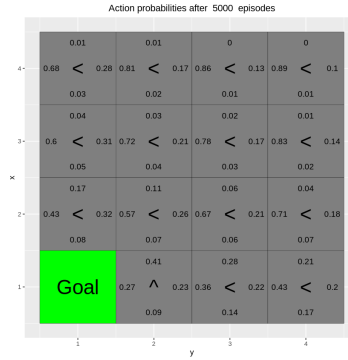 Action probabilities after 5000 episodes
0.01 0.01 0 0
4 0.68 < 0.28 0.81 < 0.17 0.86 < 0.13 0.89 < 0.1
0.03 0.02 0.01 0.01
0.04 0.03 0.02 0.01
3 0.6 < 0.31 0.72 < 0.21 0.78 < 0.17 0.83 < 0.14
0.05 0.04 0.03 0.02
x
0.17 0.11 0.06 0.04
2 0.43 < 0.32 0.57 < 0.26 0.67 < 0.21 0.71 < 0.18
0.08 0.07 0.06 0.07
0.41 0.28 0.21
1 Goal 0.27 ^ 0.23 0.36 < 0.22 0.43 < 0.2
0.09 0.14 0.17
1 2 3 4
y